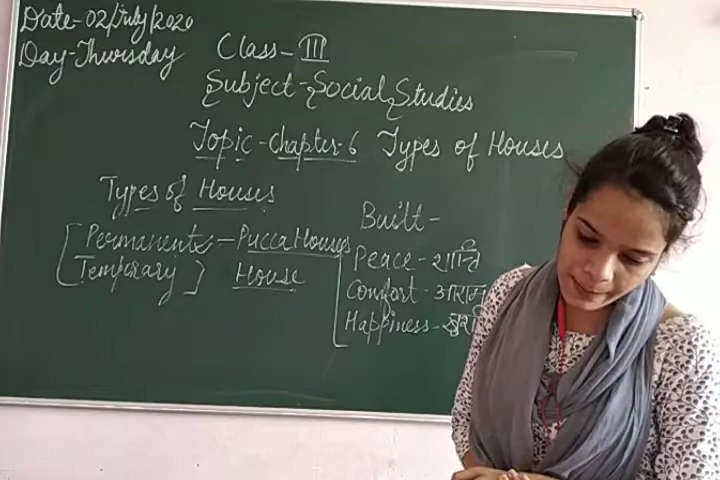 Date-02/July/2020
Day-Thursday
Class-III
Subject-Social Studies
Topic-Chapter-6 Types of Houses
Types of Houses
Permanent - Pucca Houses
Temporary House
Built-
Peace-शान्ति
Comfort-आराम
Happiness-